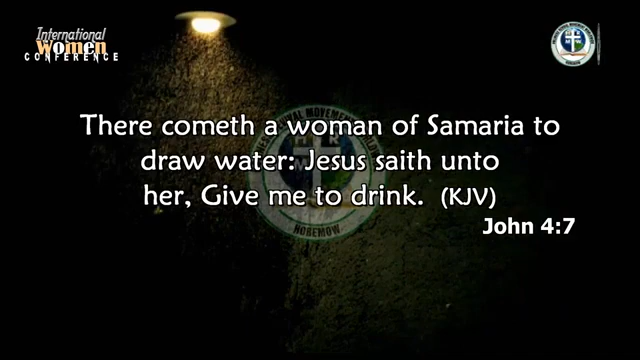 International
Women
CONFERENCE
There cometh a woman of Samaria to
draw water: Jesus saith unto
her, Give me to drink. (KJV)
John 4:7
HOREMOW